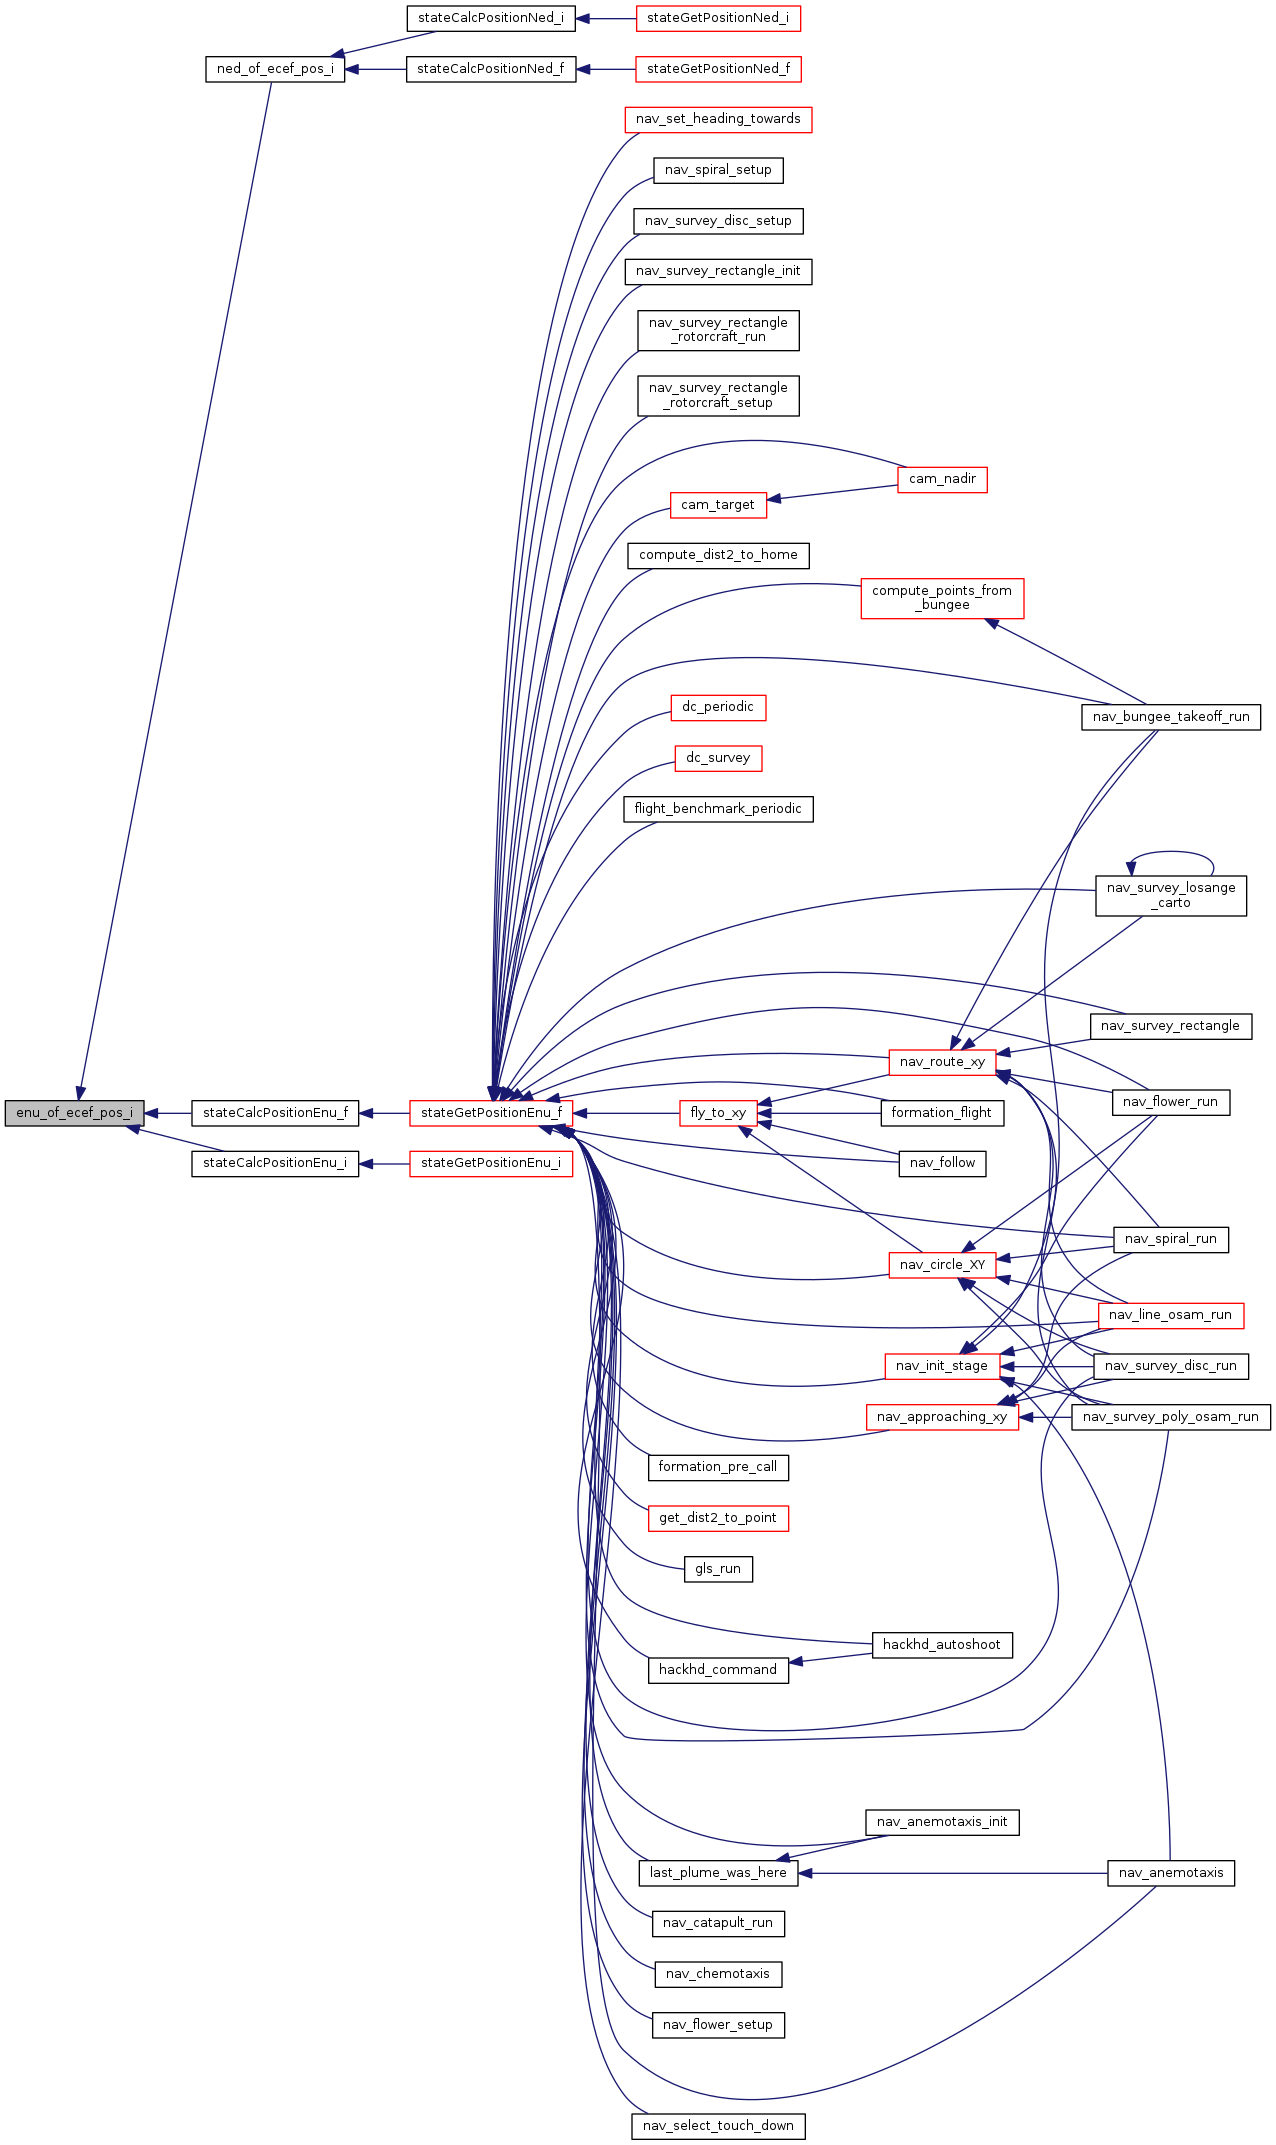 stateCalcPositionNed_i
stateGetPositionNed_i
ned_of_ecef_pos_i
stateCalcPositionNed_f
stateGetPositionNed_f
nav_set_heading_towards
nav_spiral_setup
nav_survey_disc_setup
nav_survey_rectangle_init
nav_survey_rectangle
_rotorcraft_run
nav_survey_rectangle
_rotorcraft_setup
cam_nadir
cam_target
compute_dist2_to_home
compute_points_from
_bungee
dc_periodic
nav_bungee_takeoff_run
dc_survey
flight_benchmark_periodic
nav_survey_losange
_carto
nav_survey_rectangle
nav_route_xy
nav_flower_run
enu_of_ecef_pos_i
stateCalcPositionEnu_f
stateGetPositionEnu_f
fly_to_xy
formation_flight
stateCalcPositionEnu_i
stateGetPositionEnu_i
nav_follow
nav_spiral_run
nav_circle_XY
nav_line_osam_run
nav_init_stage
nav_survey_disc_run
nav_approaching_xy
nav_survey_poly_osam_run
formation_pre_call
get_dist2_to_point
gls_run
hackhd_autoshoot
hackhd_command
nav_anemotaxis_init
last_plume_was_here
nav_anemotaxis
nav_catapult_run
nav_chemotaxis
nav_flower_setup
nav_select_touch_down